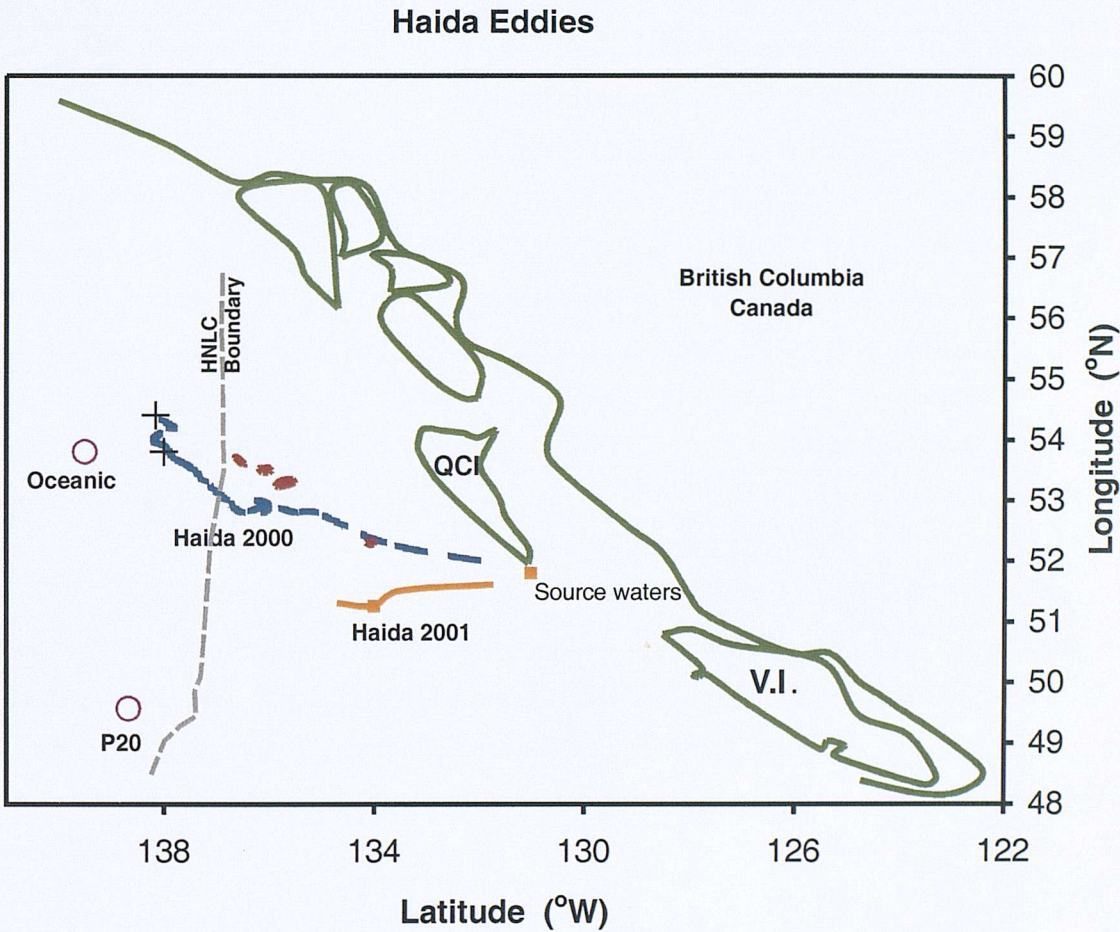 Haida Eddies
60
59
58
57
56
55
54
53
52
51
50
49
48
Longitude (°N)
British Columbia
Canada
HNLC
Boundary
QCI
Oceanic
Haida 2000
Source waters
Haida 2001
V.I.
P20
138
134
130
126
122
Latitude (°W)